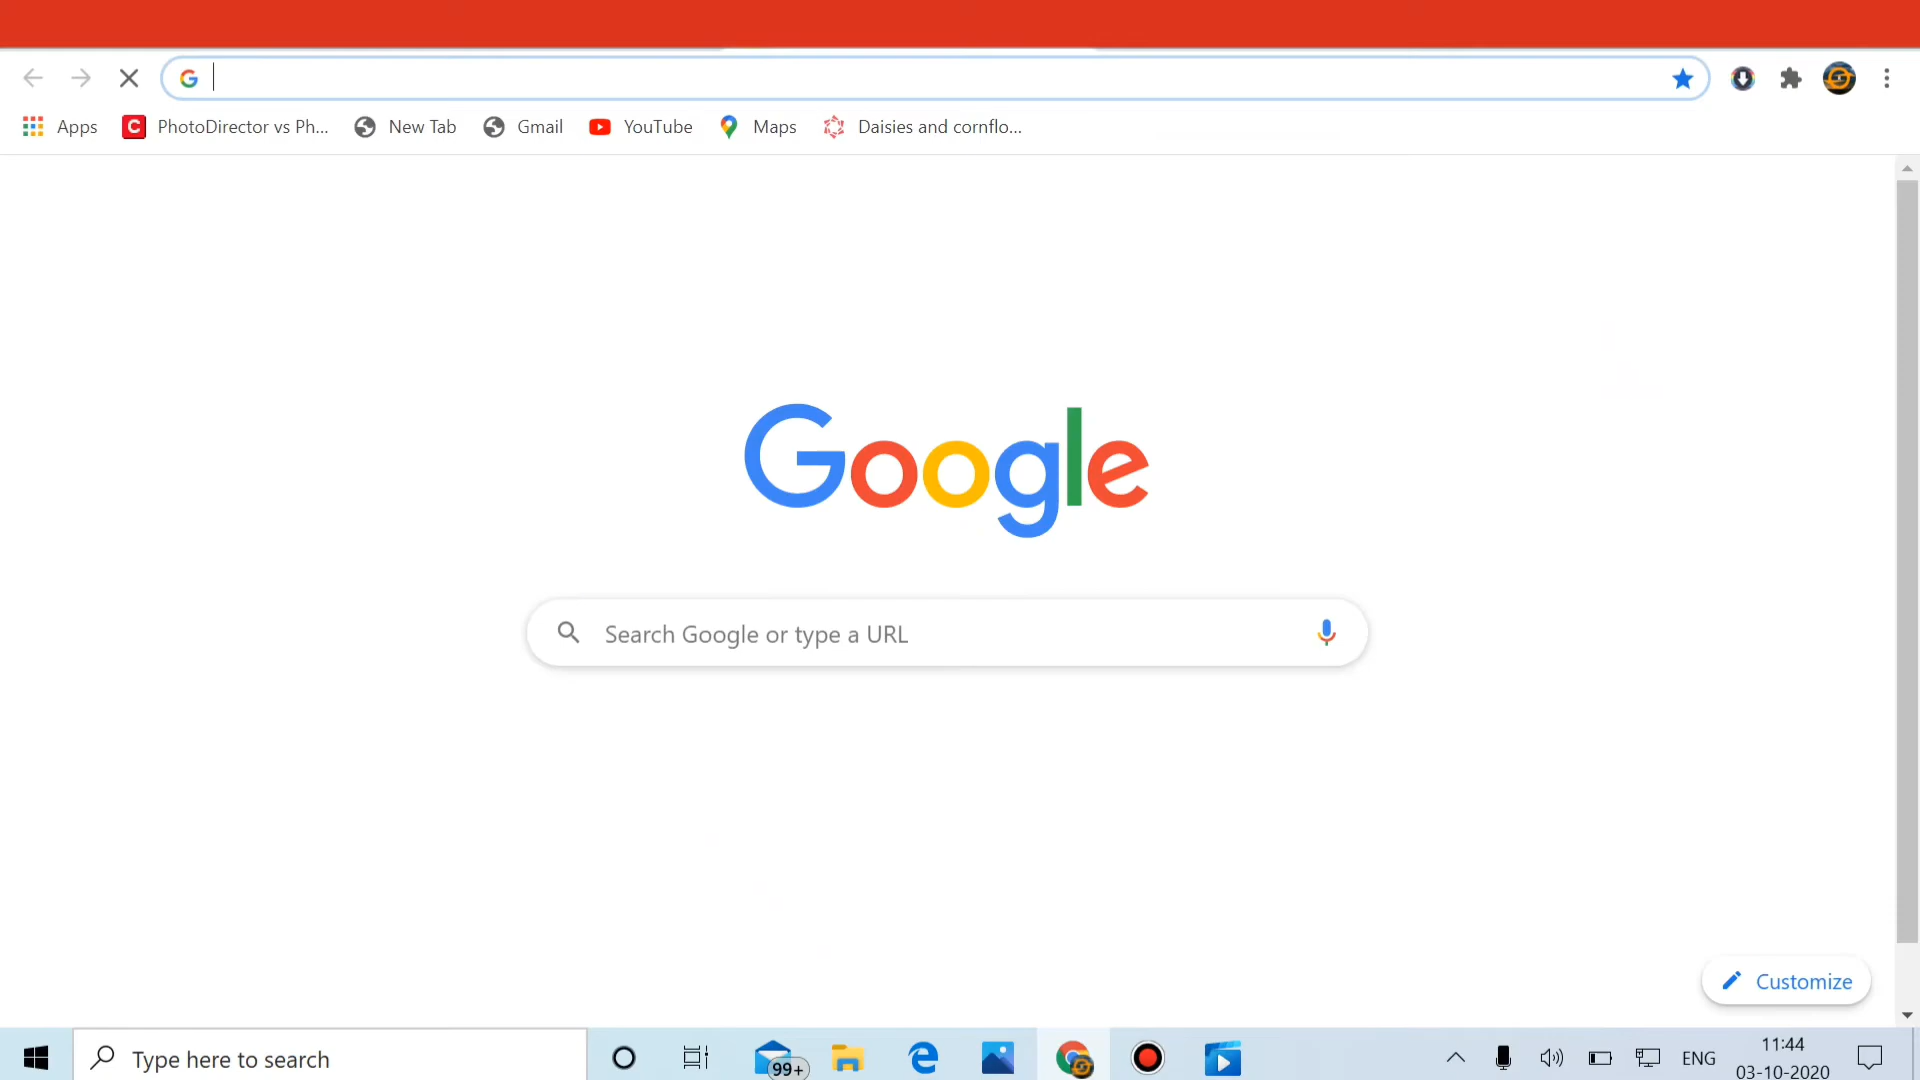 Apps PhotoDirector vs Ph... New Tab Gmail YouTube Maps Daisies and cornflo...
Google
Search Google or type a URL
Customize
Type here to search
99+
ENG
11:44
03-10-2020